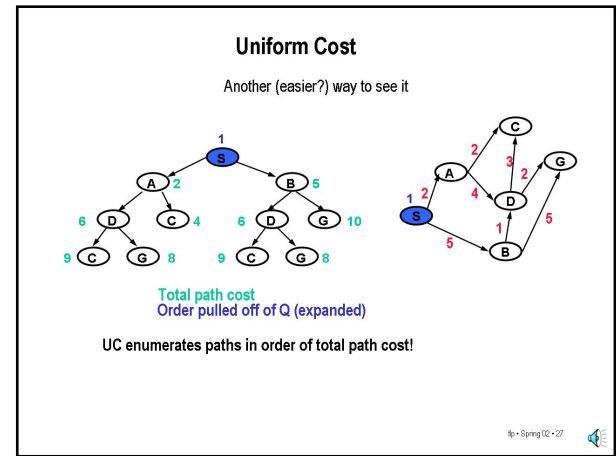 Uniform Cost
Another (easier?) way to see it
1
S
A 2
B 5
6 D
C 4
6 D
G 10
9 C
G 8
9 C
G 8
C
2
3
G
A
2
1
2
4
D
S
5
1
5
B
Total path cost
Order pulled off of Q (expanded)
UC enumerates paths in order of total path cost!
tlp • Spring 02 • 27